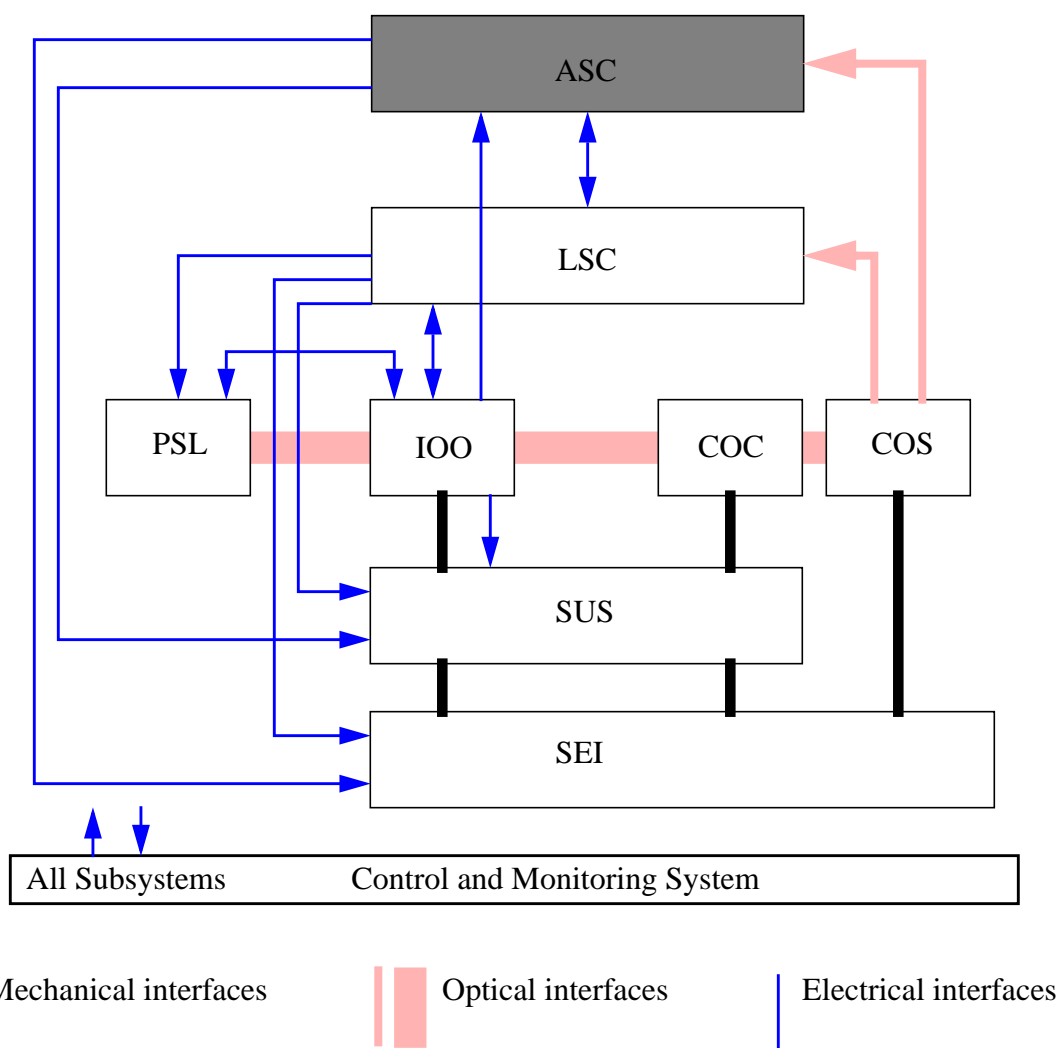 ASC
LSC
PSL
IOO
COC
COS
SUS
SEI
All Subsystems Control and Monitoring System
Mechanical interfaces Optical interfaces Electrical interfaces